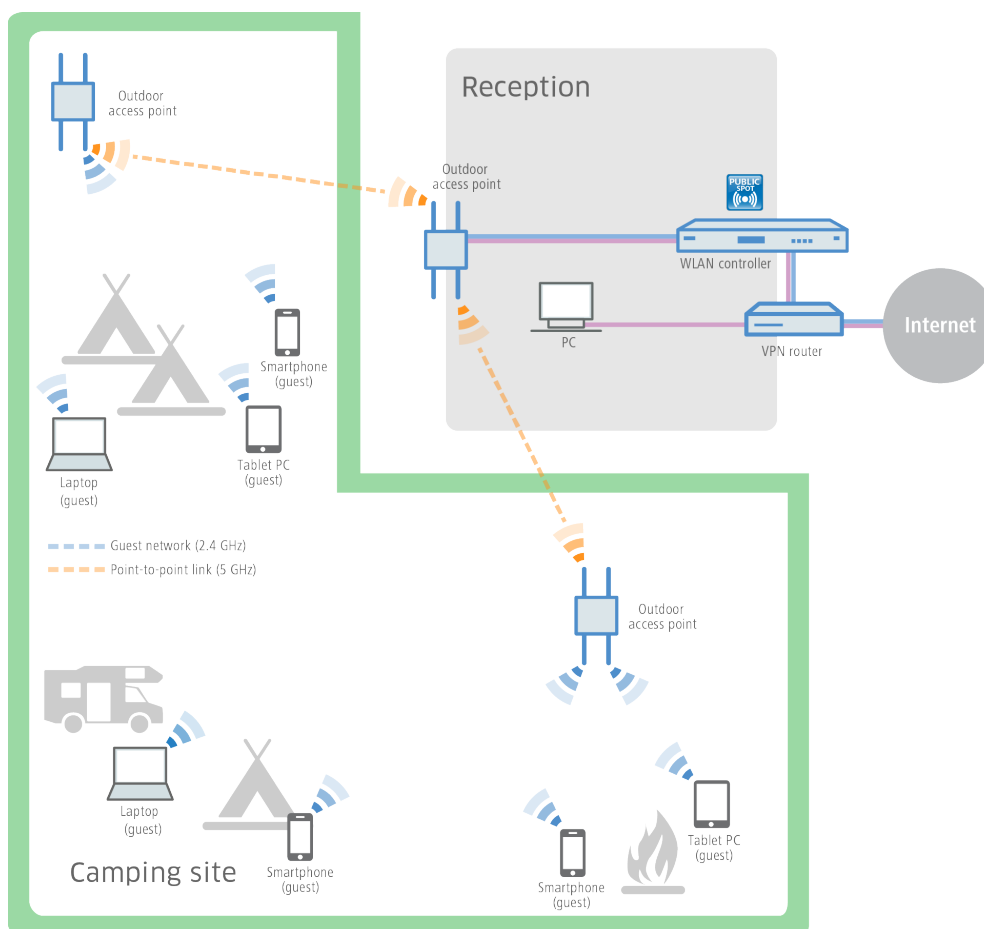 Outdoor
access point
Reception
Outdoor
access point
PUBLIC
SPOT
WLAN controller
Internet
PC
VPN router
Smartphone
(guest)
Tablet PC
(guest)
Laptop
(guest)
Guest network (2.4 GHz)
Point-to-point link (5 GHz)
Outdoor
access point
Laptop
(guest)
Camping site
Smartphone
(guest)
Smartphone
(guest)
Tablet PC
(guest)